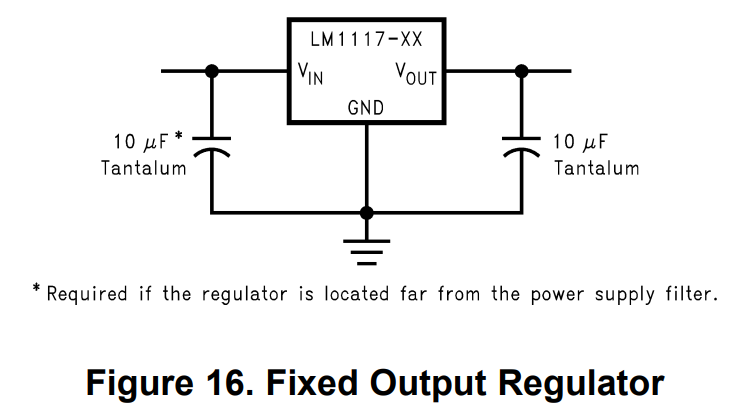 LM1117-XX
VIN
VOUT
GND
10 μF*
Tantalum
10 μF
Tantalum
* Required if the regulator is located far from the power supply filter.
Figure 16. Fixed Output Regulator